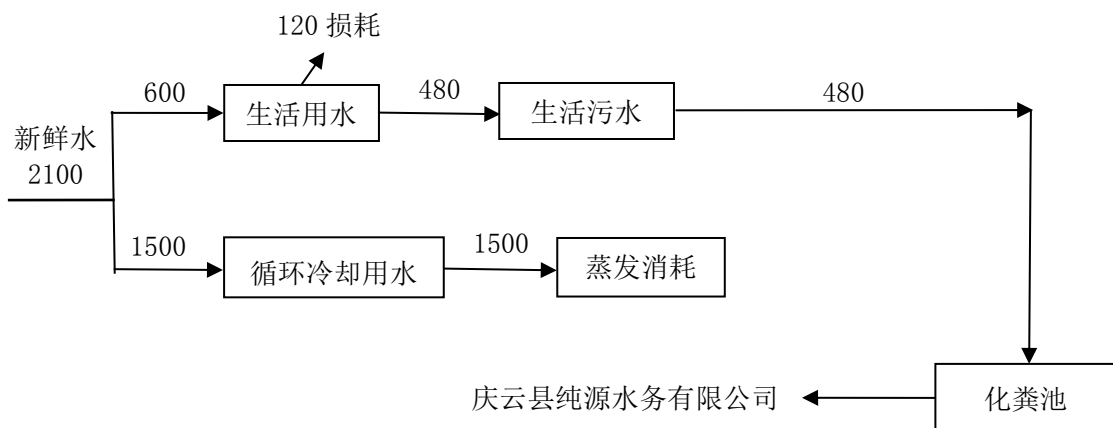 120 损耗
600
生活用水
480
生活污水
480
新鲜水
2100
1500
循环冷却用水
1500
蒸发消耗
庆云县纯源水务有限公司
化粪池